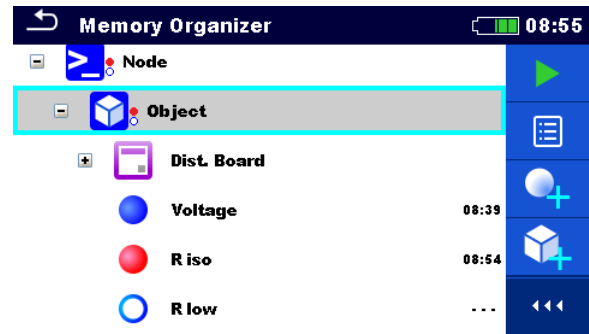 Memory Organizer 08:55
Node
Object
Dist. Board
Voltage 08:39
R iso 08:54
R low ---